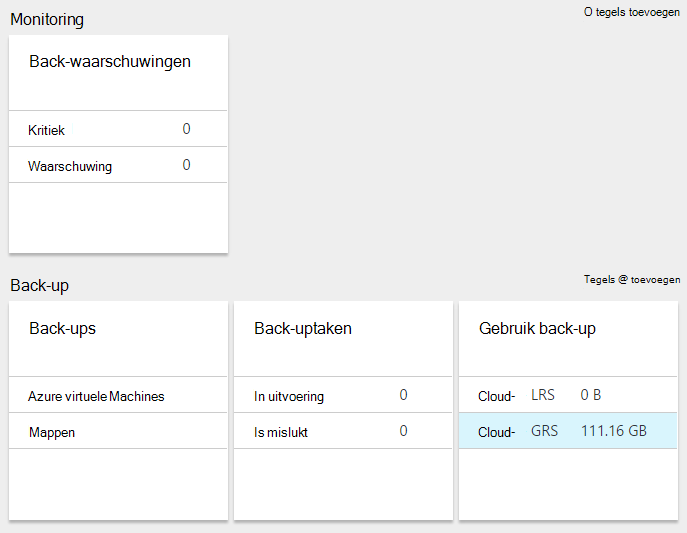 Monitoring
O tegels toevoegen
Back-waarschuwingen
Kritiek 0
Waarschuwing 0
Back-up
Tegels @ toevoegen
Back-ups
Azure virtuele Machines
Mappen
Back-uptaken
In uitvoering 0
Is mislukt 0
Gebruik back-up
Cloud- LRS 0 B
Cloud- GRS 111.16 GB